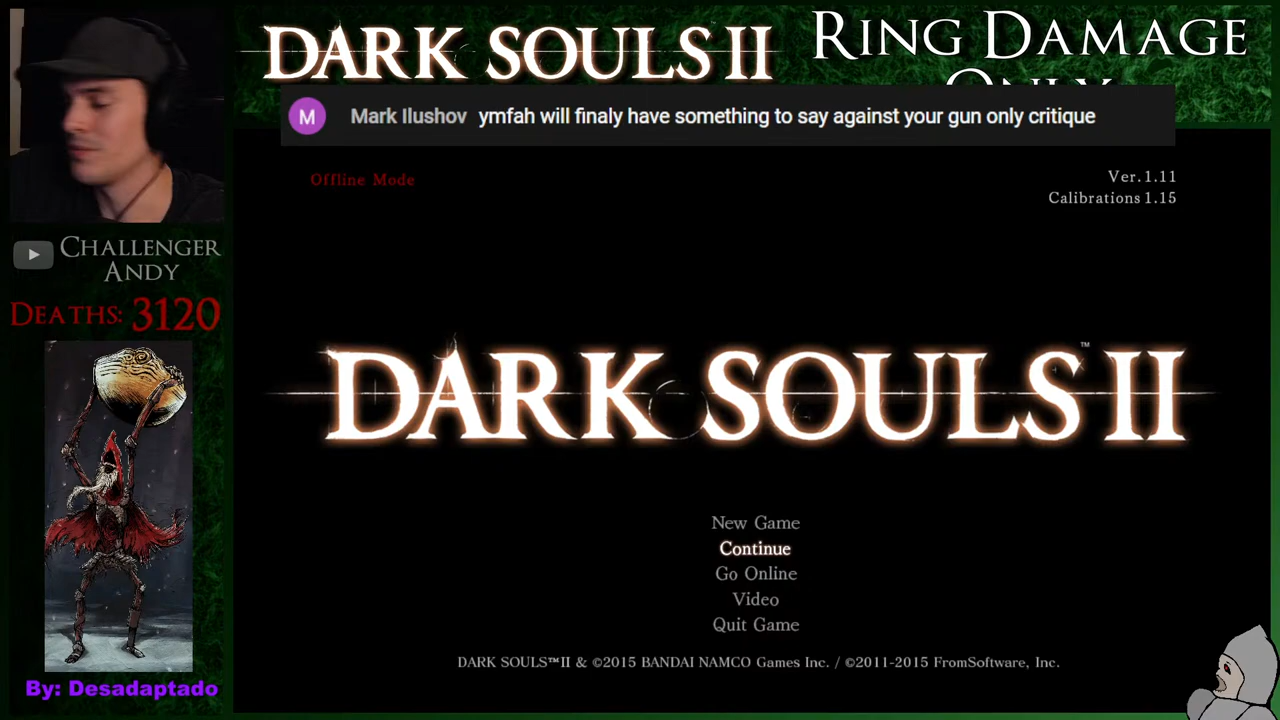 DARK SOULS II
RING DAMAGE
ONLY
M Mark Ilushov ymfah will finaly have something to say against your gun only critique
Offline Mode
Ver.1.11
Calibrations 1.15
CHALLENGER
ANDY
DEATHS: 3120
DARK SOULS™II
New Game
Continue
Go Online
Video
Quit Game
DARK SOULS™II & ©2015 BANDAI NAMCO Games Inc. / ©2011-2015 FromSoftware, Inc.
By: Desadaptado